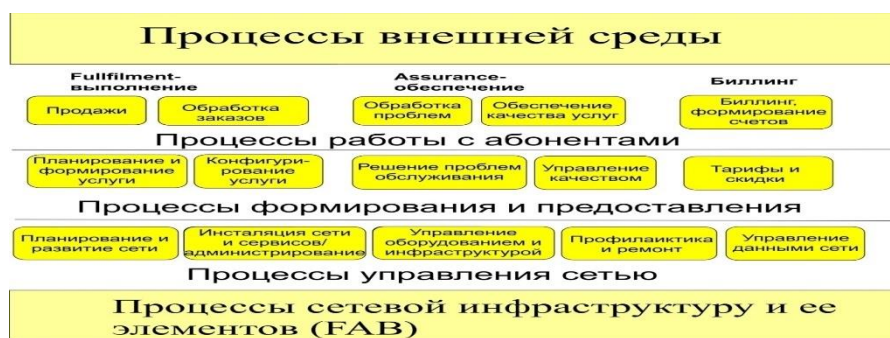 Процессы внешней среды
Fullfilment-
выполнение
Assurance-
обеспечение
Биллинг
Продажи
Обработка
заказов
Обработка
проблем
Обеспечение
качества услуг
Биллинг,
формирование
счетов
Процессы работы с абонентами
Планирование и
формирование
услуги
Конфигури-
рование
услуги
Решение проблем
обслуживания
Управление
качеством
Тарифы и
скидки
Процессы формирования и предоставления
Планирование и
развитие сети
Инсталяция сети
и сервисов/
администрирование
Управление
оборудованием и
инфраструктурой
Профилаиктика
и ремонт
Управление
данными сети
Процессы управления сетью
Процессы сетевой инфраструктуру и ее
элементов (FAB)